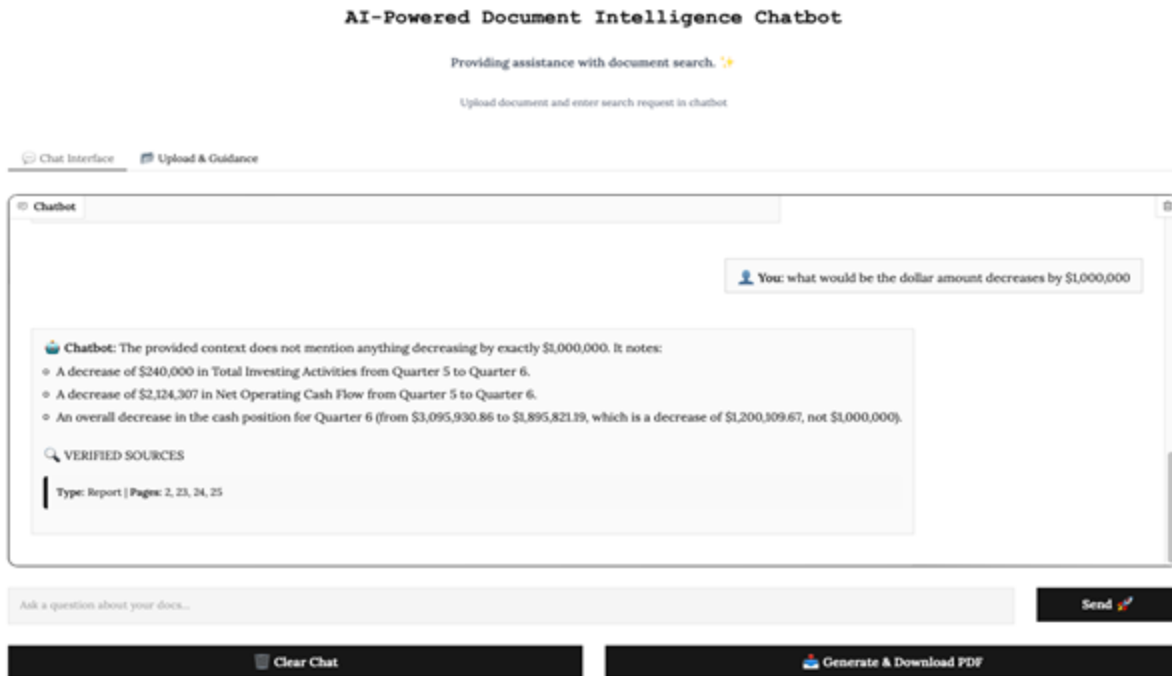 AI-Powered Document Intelligence Chatbot
Providing assistance with document search. ✨
Upload document and enter search request in chatbot
💬 Chat Interface
Upload & Guidance
Chatbot
👤 You: what would be the dollar amount decreases by $1,000,000
🤖 Chatbot: The provided context does not mention anything decreasing by exactly $1,000,000. It notes:
A decrease of $240,000 in Total Investing Activities from Quarter 5 to Quarter 6.
A decrease of $2,124,307 in Net Operating Cash Flow from Quarter 5 to Quarter 6.
An overall decrease in the cash position for Quarter 6 (from $3,095,930.86 to $1,895,821.19, which is a decrease of $1,200,109.67, not $1,000,000).
🔍 VERIFIED SOURCES
Type: Report | Pages: 2, 23, 24, 25
Ask a question about your docs...
Send 🚀
🗑️ Clear Chat
📥 Generate & Download PDF